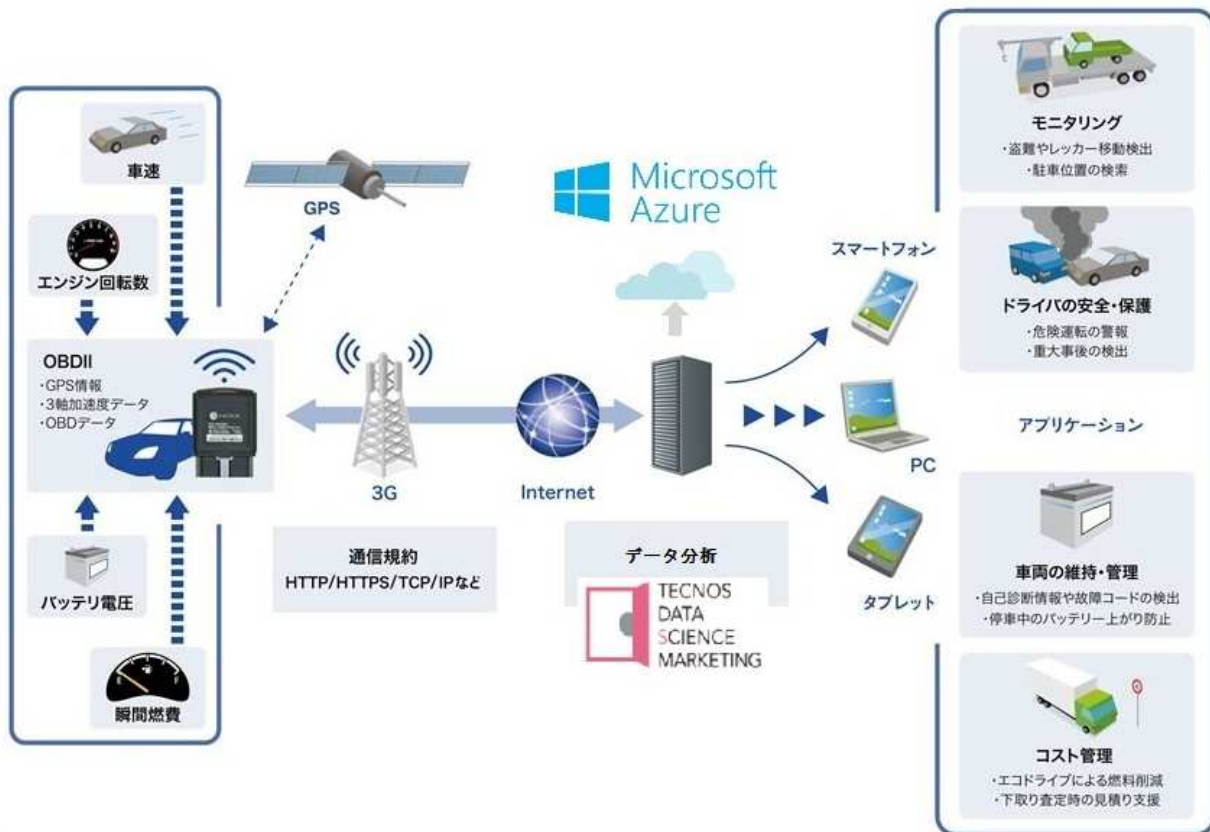 車速
エンジン回転数
OBDII
・GPS情報
・3軸加速度データ
・OBDデータ
バッテリ電圧
瞬間燃費
GPS
3G
通信規約
HTTP/HTTPS/TCP/IPなど
Internet
Microsoft
Azure
データ分析
TECNOS
DATA
SCIENCE
MARKETING
スマートフォン
PC
タブレット
モニタリング
・盗難やレッカー移動検出
・駐車位置の検索
ドライバの安全・保護
・危険運転の警報
・重大事後の検出
アプリケーション
車両の維持・管理
・自己診断情報や故障コードの検出
・停車中のバッテリー上がり防止
コスト管理
・エコドライブによる燃料削減
・下取り査定時の見積り支援